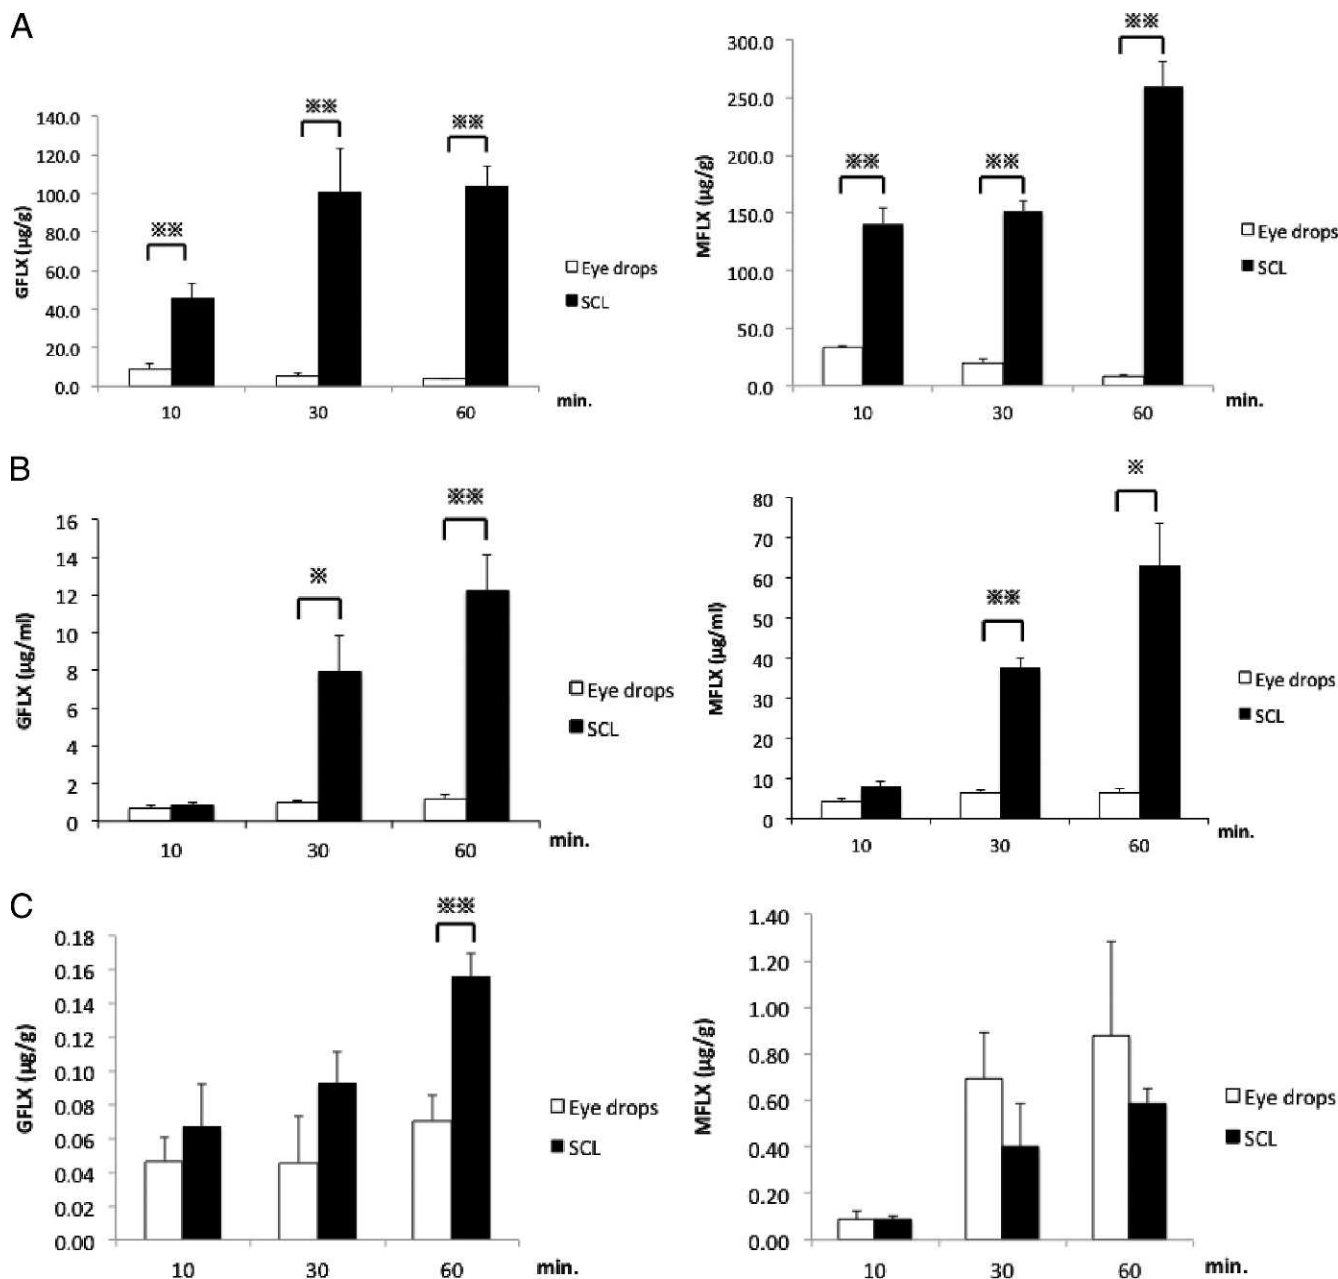 A
GFLX (µg/g)
140.0
120.0
100.0
80.0
60.0
40.0
20.0
0.0
※※
※※
※※
10
30
60
min.
Eye drops
SCL
MFLX (µg/g)
300.0
250.0
200.0
150.0
100.0
50.0
0.0
※※
※※
※※
10
30
60
min.
Eye drops
SCL
B
GFLX (µg/ml)
16
14
12
10
8
6
4
2
0
※
※※
10
30
60
min.
Eye drops
SCL
MFLX (µg/ml)
80
70
60
50
40
30
20
10
0
※※
※
10
30
60
min.
Eye drops
SCL
C
GFLX (µg/g)
0.18
0.16
0.14
0.12
0.10
0.08
0.06
0.04
0.02
0.00
※※
10
30
60
min.
Eye drops
SCL
MFLX (µg/g)
1.40
1.20
1.00
0.80
0.60
0.40
0.20
0.00
10
30
60
min.
Eye drops
SCL